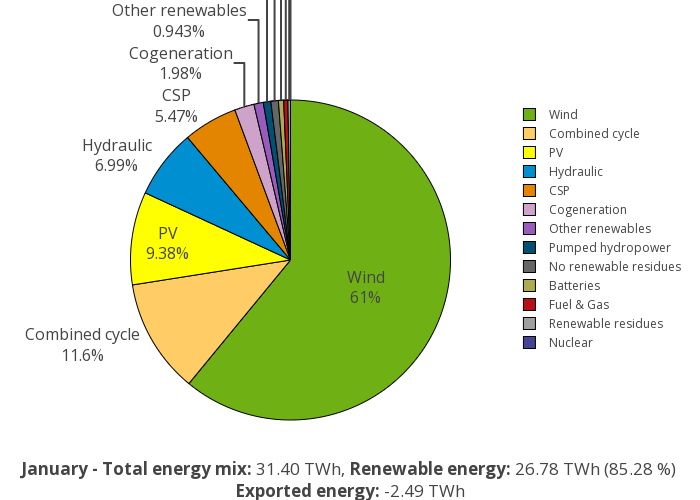 Other renewables
0.943%
Cogeneration
1.98%
CSP
5.47%
Hydraulic
6.99%
PV
9.38%
Combined cycle
11.6%
Wind
61%
Wind
Combined cycle
PV
Hydraulic
CSP
Cogeneration
Other renewables
Pumped hydropower
No renewable residues
Batteries
Fuel & Gas
Renewable residues
Nuclear
January - Total energy mix: 31.40 TWh, Renewable energy: 26.78 TWh (85.28 %)
Exported energy: -2.49 TWh